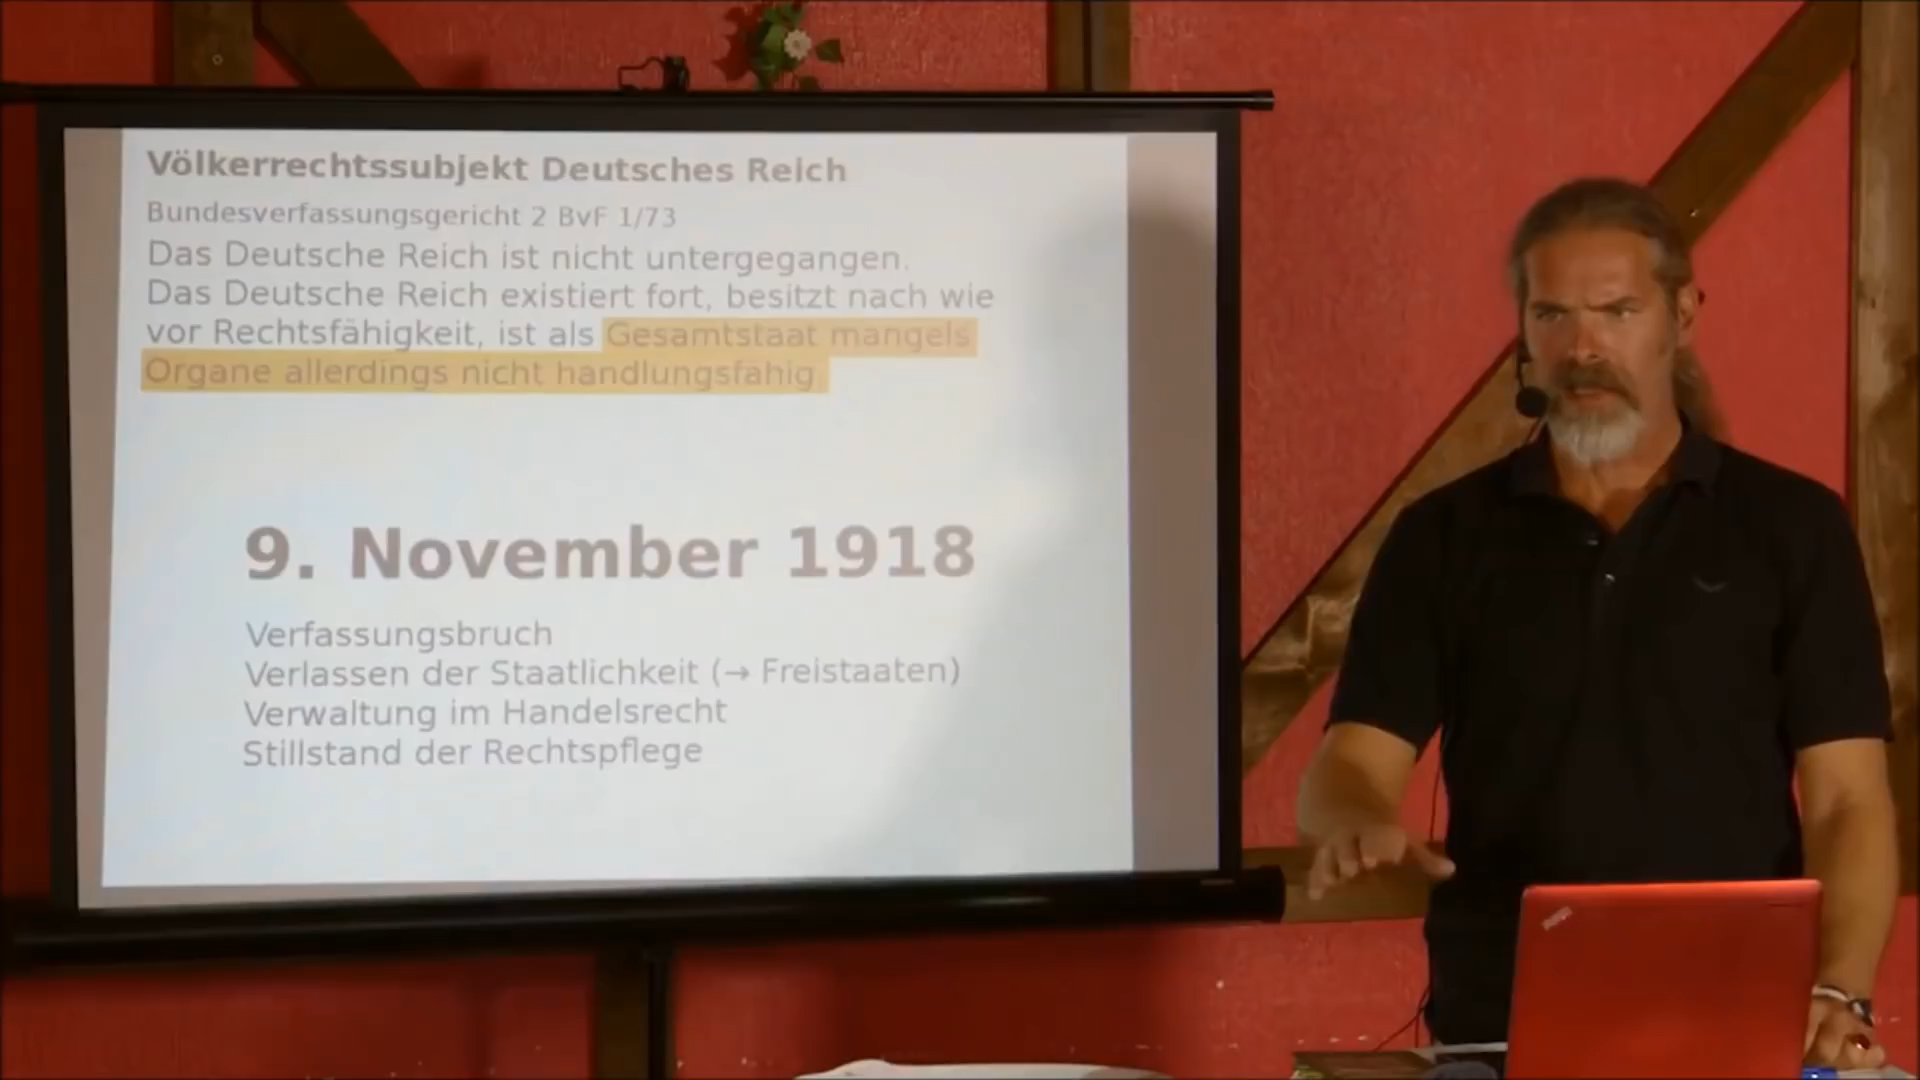 Völkerrechtssubjekt Deutsches Reich
Bundesverfassungsgericht 2 BvF 1/73
Das Deutsche Reich ist nicht untergegangen.
Das Deutsche Reich existiert fort, besitzt nach wie
vor Rechtsfähigkeit, ist als Gesamtstaat mangels
Organe allerdings nicht handlungsfähig
9. November 1918
Verfassungsbruch
Verlassen der Staatlichkeit (→ Freistaaten)
Verwaltung im Handelsrecht
Stillstand der Rechtspflege